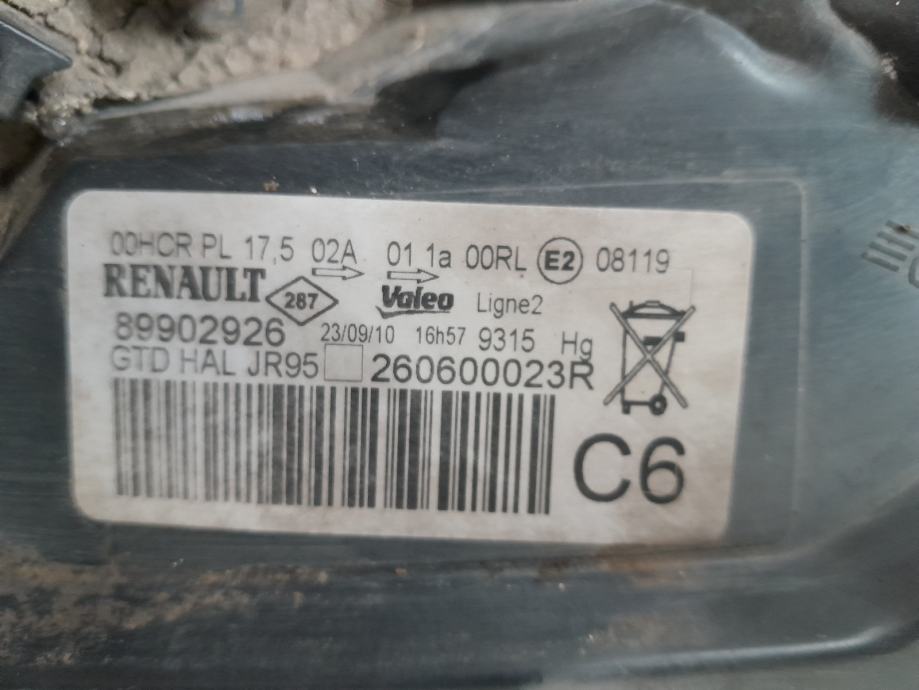 00HCR PL 17,5 02A 01 1a 00RL E2 08119
RENAULT 287 Valeo Ligne2
89902926 23/09/10 16h57 9315 Hg
GTD HAL JR95 260600023R
C6